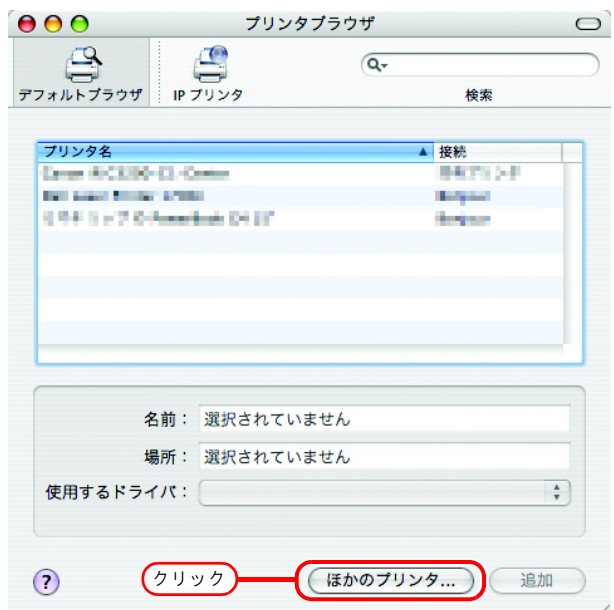 プリンタブラウザ
デフォルトブラウザ
IP プリンタ
検索
プリンタ名
接続
名前：
選択されていません
場所：
選択されていません
使用するドライバ：
?
クリック
ほかのプリンタ...
追加